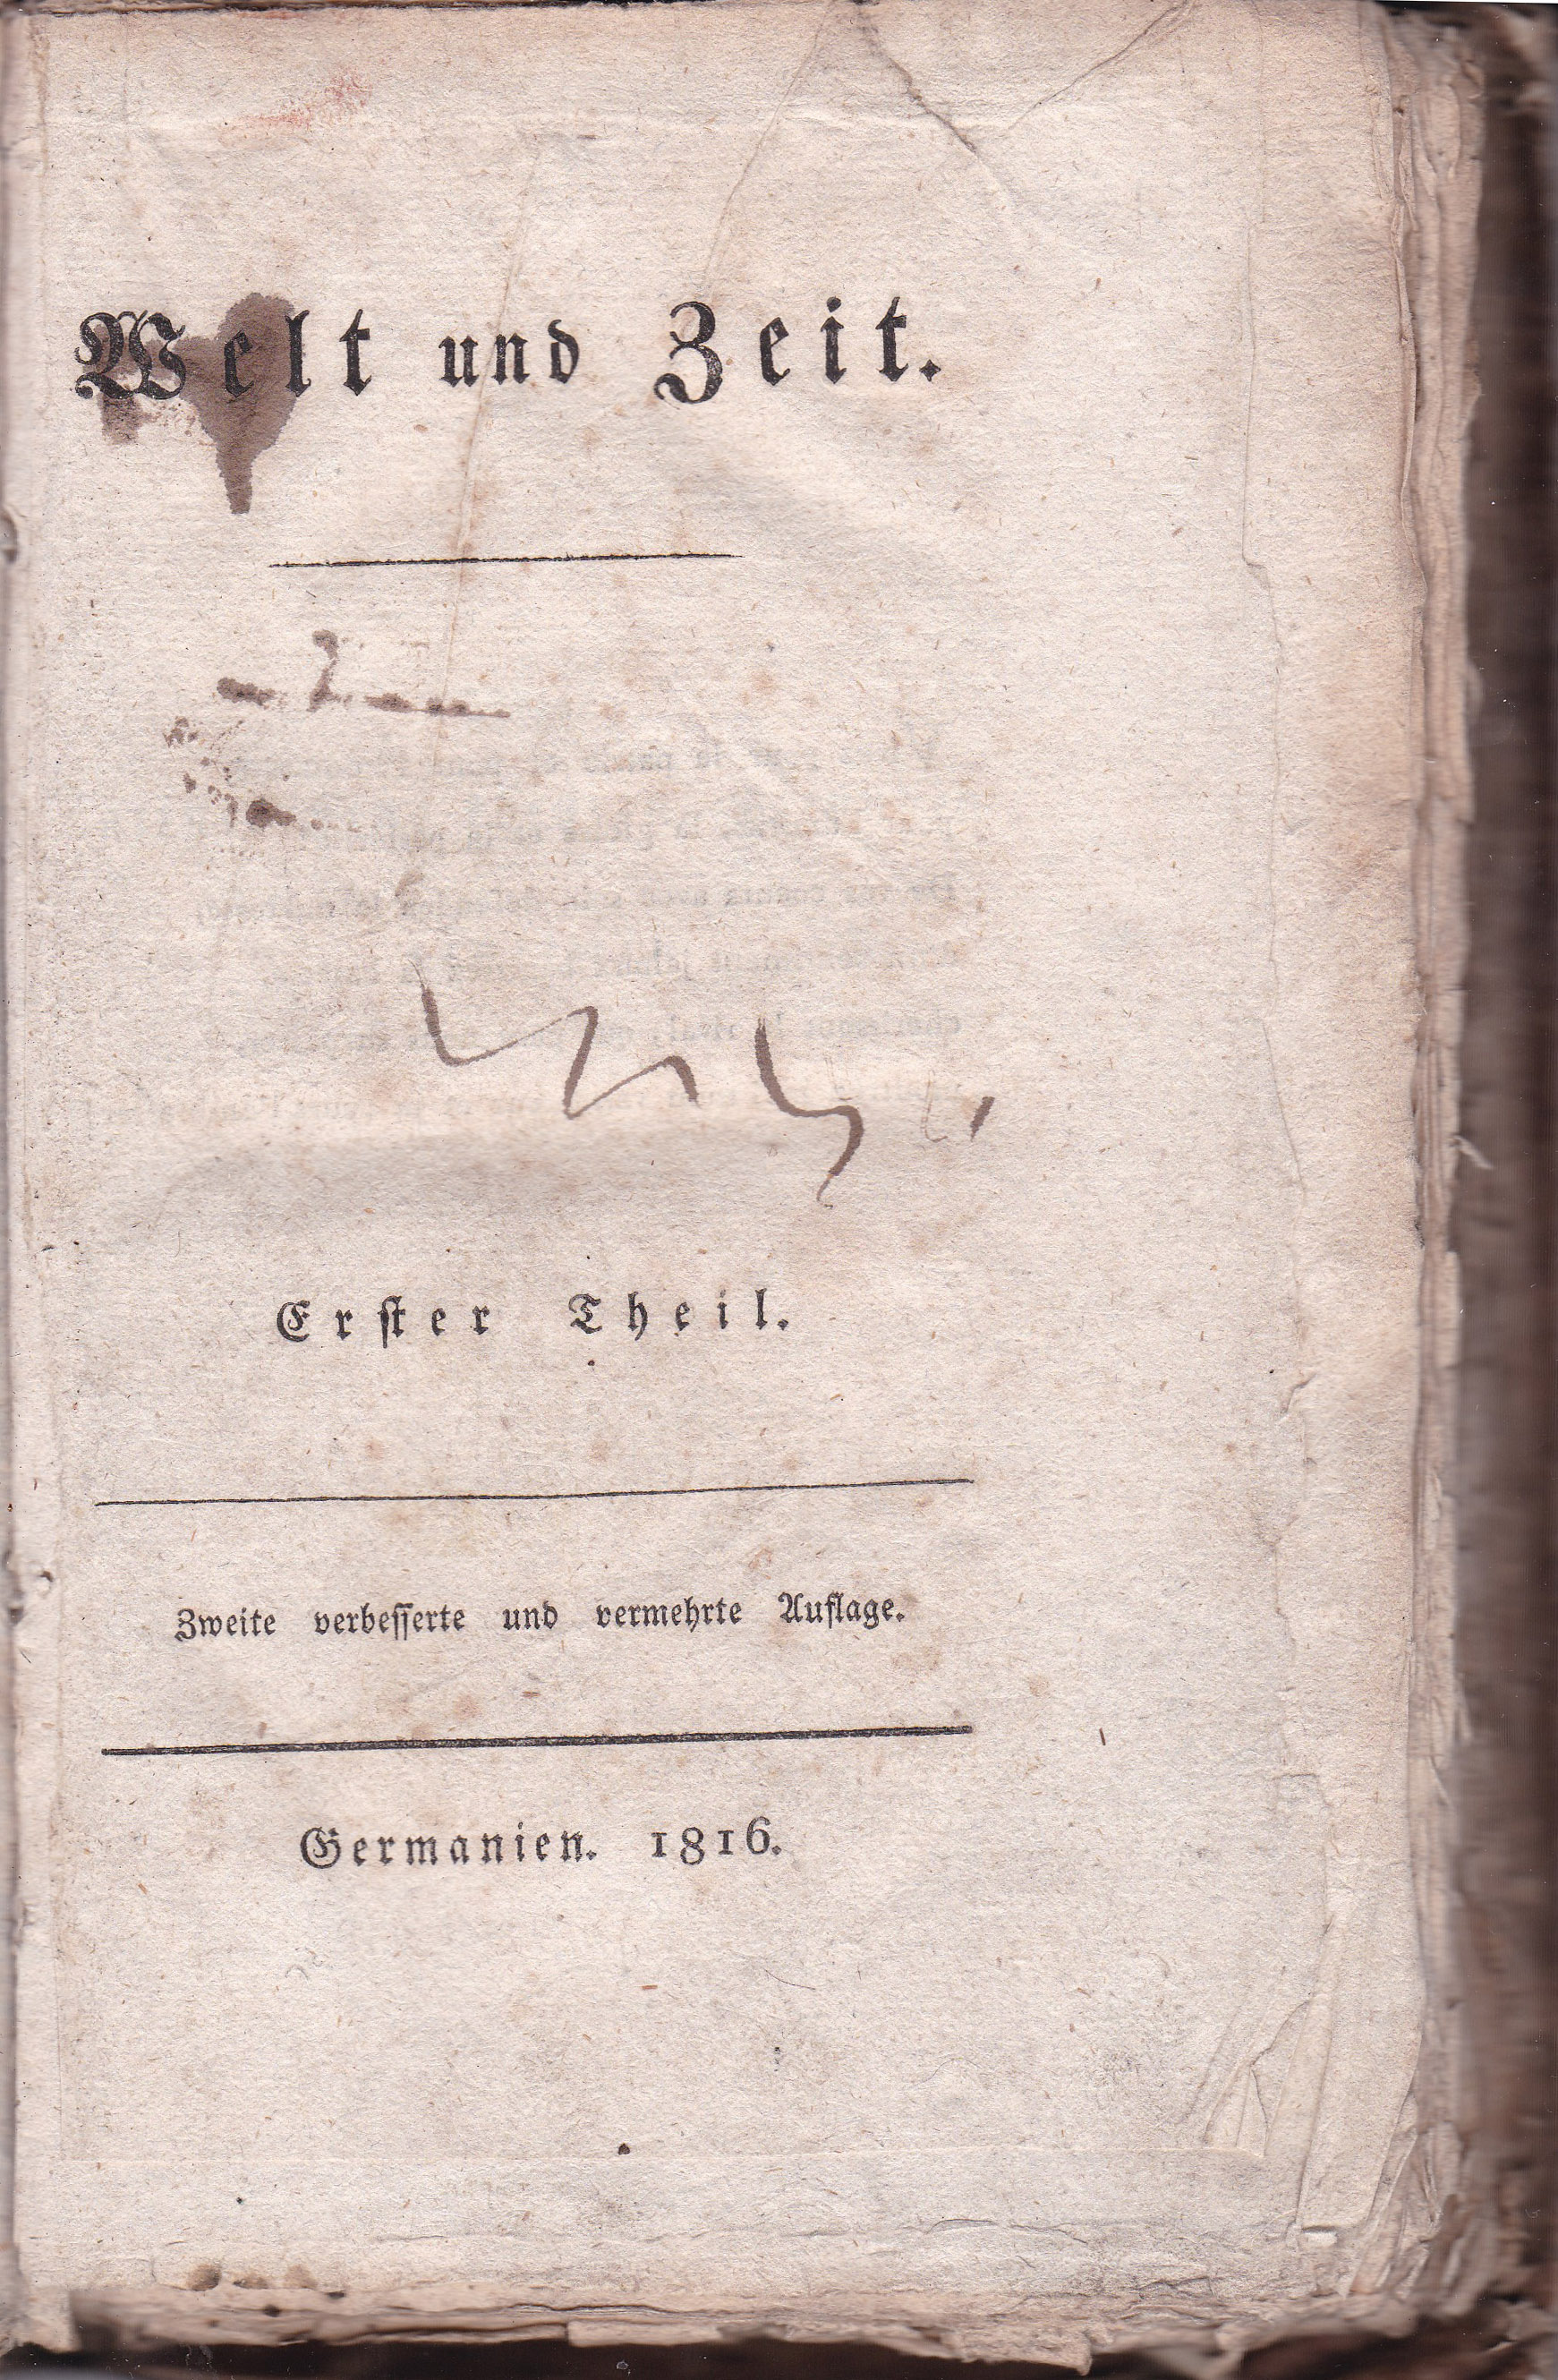 Welt und Zeit.
Erster Theil.
Zweite verbesserte und vermehrte Auflage.
Germanien. 1816.